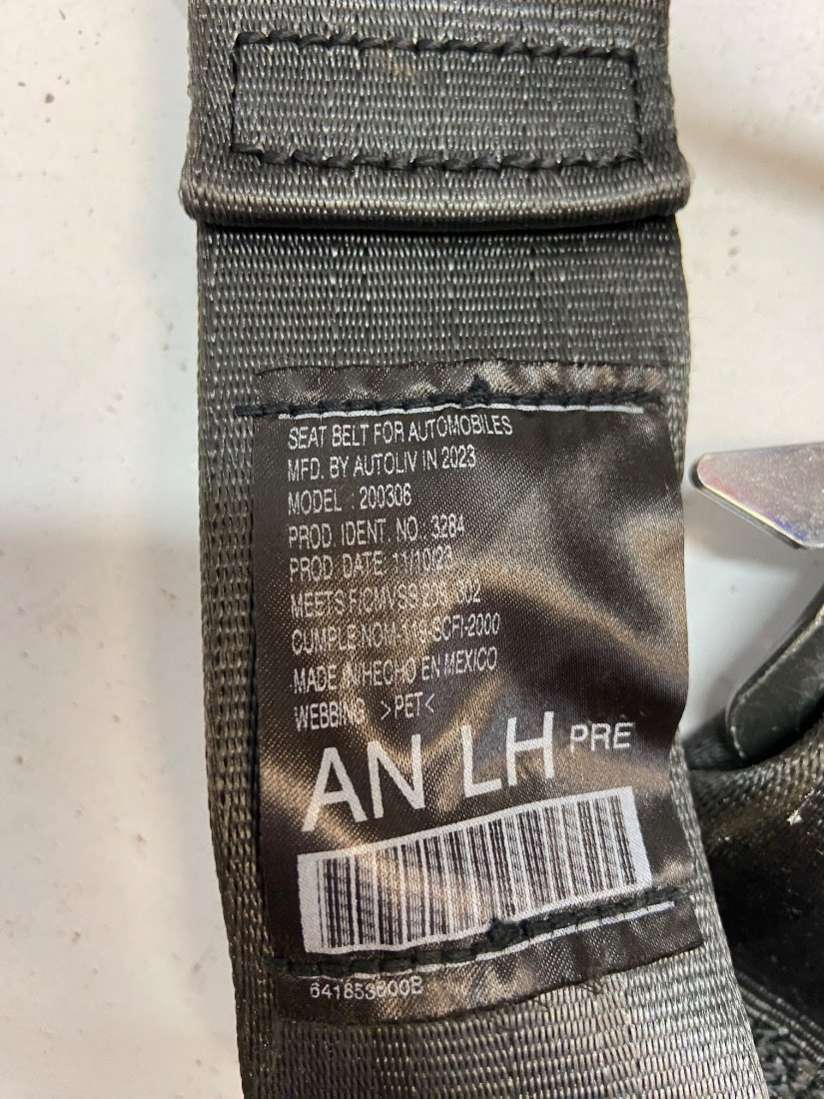 SEAT BELT FOR AUTOMOBILES
MFD. BY AUTOLIV IN 2023
MODEL : 200306
PROD. IDENT. NO.: 3284
PROD. DATE: 11/10/23
MEETS F/CMVSS 209, 302
CUMPLE NOM-119-SCFI-2000
MADE IN/HECHO EN MEXICO
WEBBING >PET<
AN LH PRE